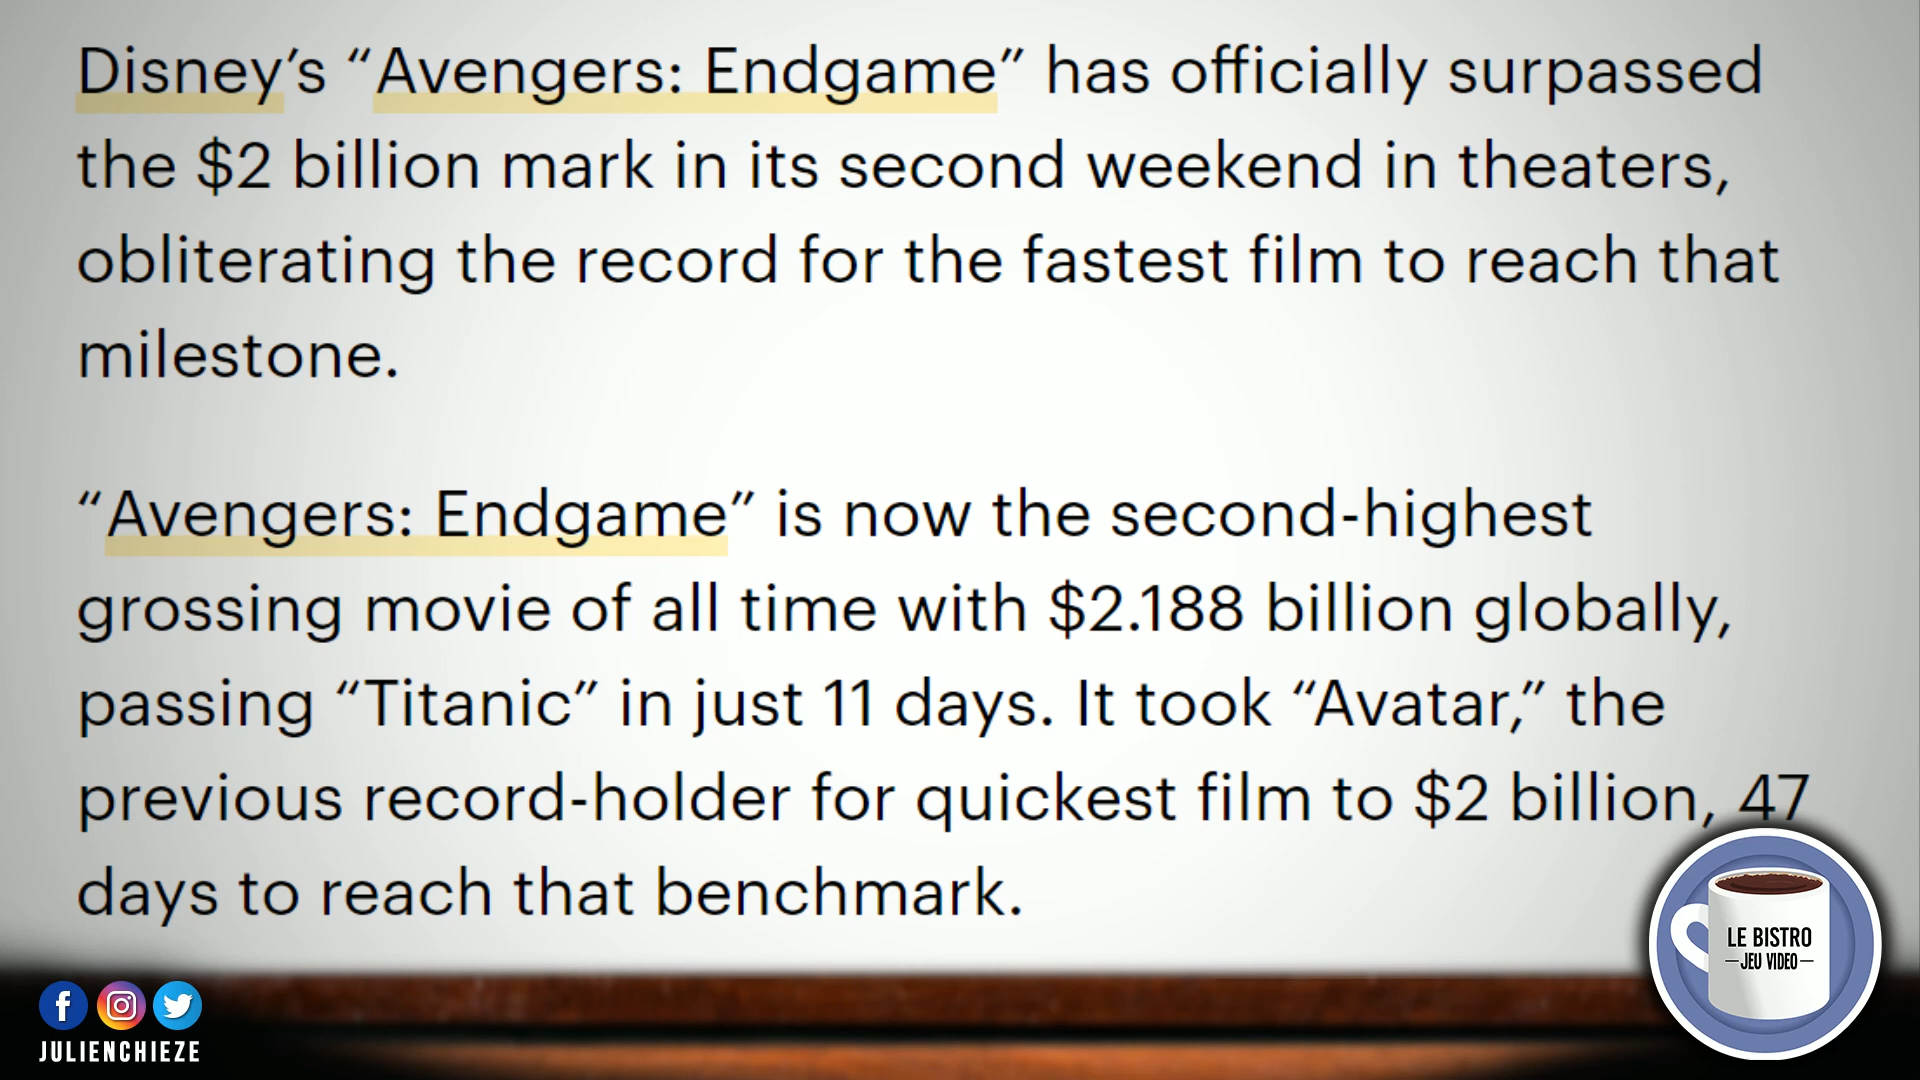 Disney’s “Avengers: Endgame” has officially surpassed
the $2 billion mark in its second weekend in theaters,
obliterating the record for the fastest film to reach that
milestone.
“Avengers: Endgame” is now the second-highest
grossing movie of all time with $2.188 billion globally,
passing “Titanic” in just 11 days. It took “Avatar,” the
previous record-holder for quickest film to $2 billion, 47
days to reach that benchmark.
LE BISTRO
JEU VIDEO
JULIENCHIEZE